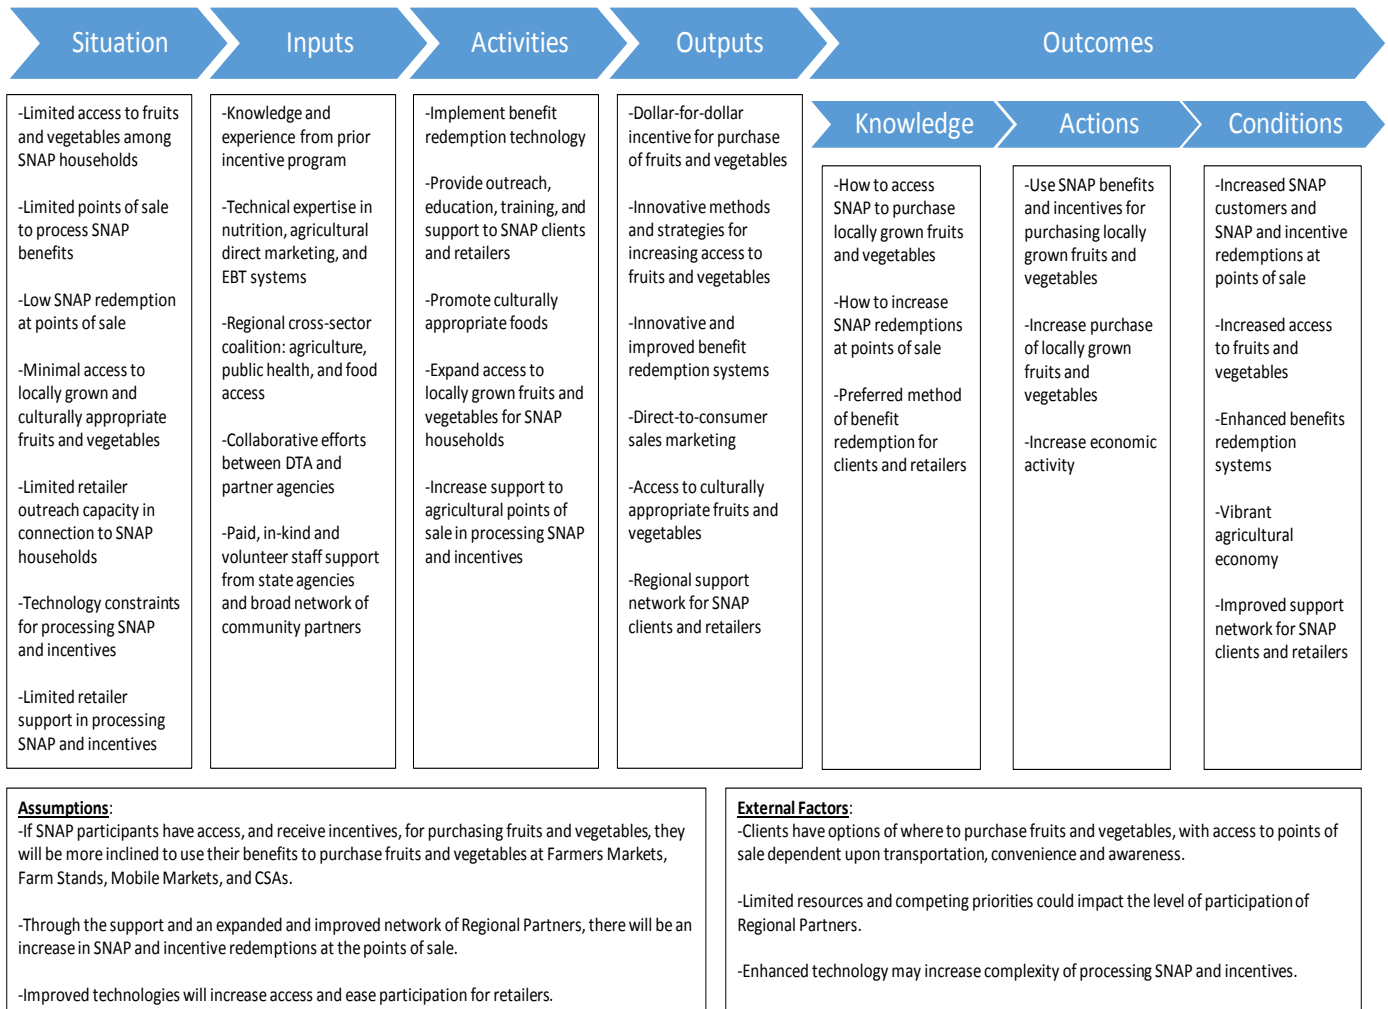 Situation
Inputs
Activities
Outputs
Outcomes
-Limited access to fruits
and vegetables among
SNAP households
-Limited points of sale
to process SNAP
benefits
-Low SNAP redemption
at points of sale
-Minimal access to
locally grown and
culturally appropriate
fruits and vegetables
-Limited retailer
outreach capacity in
connection to SNAP
households
-Technology constraints
for processing SNAP
and incentives
-Limited retailer
support in processing
SNAP and incentives
-Knowledge and
experience from prior
incentive program
-Technical expertise in
nutrition, agricultural
direct marketing, and
EBT systems
-Regional cross-sector
coalition: agriculture,
public health, and food
access
-Collaborative efforts
between DTA and
partner agencies
-Paid, in-kind and
volunteer staff support
from state agencies
and broad network of
community partners
-Implement benefit
redemption technology
-Provide outreach,
education, training, and
support to SNAP clients
and retailers
-Promote culturally
appropriate foods
-Expand access to
locally grown fruits and
vegetables for SNAP
households
-Increase support to
agricultural points of
sale in processing SNAP
and incentives
-Dollar-for-dollar
incentive for purchase
of fruits and vegetables
-Innovative methods
and strategies for
increasing access to
fruits and vegetables
-Innovative and
improved benefit
redemption systems
-Direct-to-consumer
sales marketing
-Access to culturally
appropriate fruits and
vegetables
-Regional support
network for SNAP
clients and retailers
Knowledge
Actions
Conditions
-How to access
SNAP to purchase
locally grown fruits
and vegetables
-How to increase
SNAP redemptions
at points of sale
-Preferred method
of benefit
redemption for
clients and retailers
-Use SNAP benefits
and incentives for
purchasing locally
grown fruits and
vegetables
-Increase purchase
of locally grown
fruits and
vegetables
-Increase economic
activity
-Increased SNAP
customers and
SNAP and incentive
redemptions at
points of sale
-Increased access
to fruits and
vegetables
-Enhanced benefits
redemption
systems
-Vibrant
agricultural
economy
-Improved support
network for SNAP
clients and retailers
Assumptions:
-If SNAP participants have access, and receive incentives, for purchasing fruits and vegetables, they
will be more inclined to use their benefits to purchase fruits and vegetables at Farmers Markets,
Farm Stands, Mobile Markets, and CSAs.
-Through the support and an expanded and improved network of Regional Partners, there will be an
increase in SNAP and incentive redemptions at the points of sale.
-Improved technologies will increase access and ease participation for retailers.
External Factors:
-Clients have options of where to purchase fruits and vegetables, with access to points of
sale dependent upon transportation, convenience and awareness.
-Limited resources and competing priorities could impact the level of participation of
Regional Partners.
-Enhanced technology may increase complexity of processing SNAP and incentives.